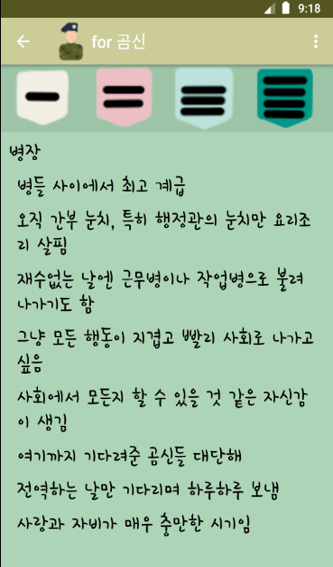 9:18
for 곰신
병장
병들 사이에서 최고 계급
오직 간부 눈치, 특히 행정관의 눈치만 요리조
리 살핌
재수없는 날엔 근무병이나 작업병으로 불려
나가기도 함
그냥 모든 행동이 지겹고 빨리 사회로 나가고
싶음
사회에서 모든지 할 수 있을 것 같은 자신감
이 생김
여기까지 기다려준 곰신들 대단해
전역하는 날만 기다리며 하루하루 보냄
사랑과 자비가 매우 충만한 시기임